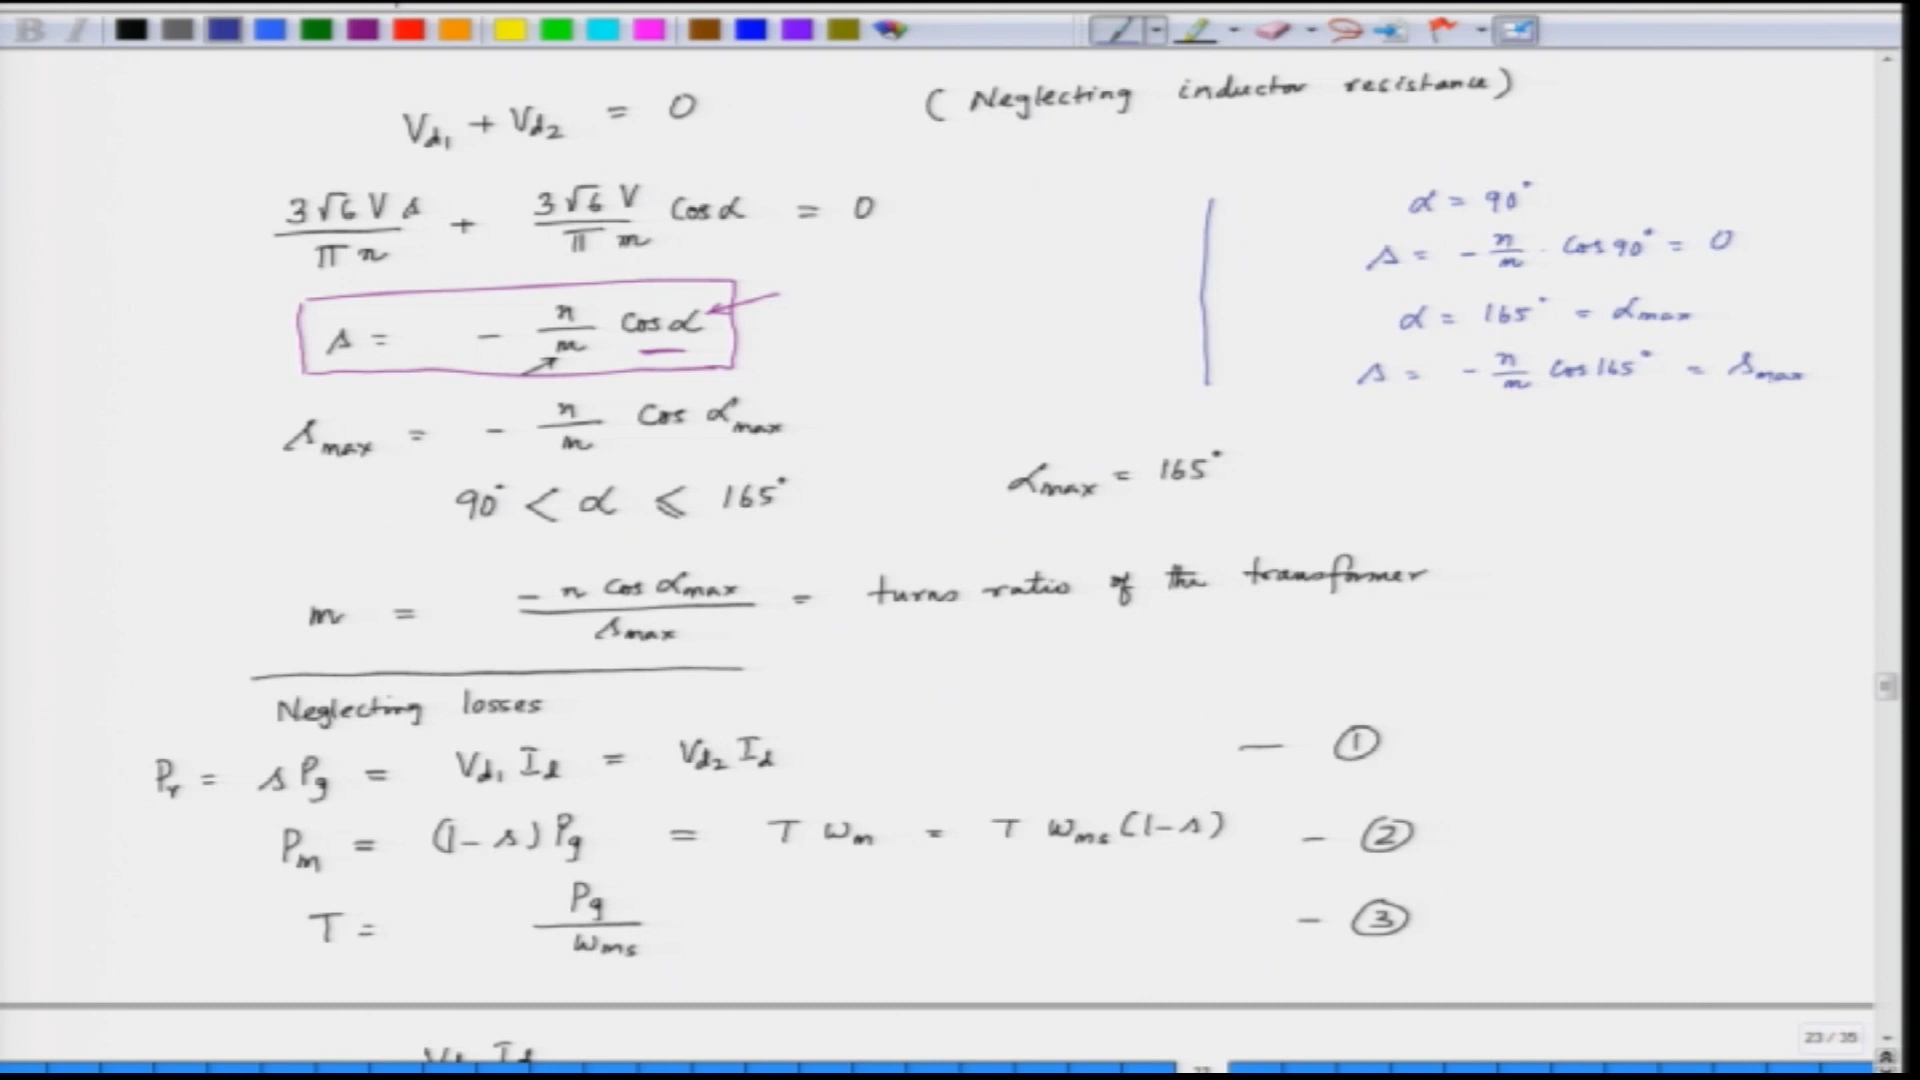 B I
V_d1 + V_d2 = 0 (Neglecting inductor resistance)
3√6 V s / π n + 3√6 V / π m Cos α = 0
s = - n/m Cos α
s_max = - n/m Cos α_max
90° < α ≤ 165° α_max = 165°
m = - n cos α_max / s_max = turns ratio of the transformer
α = 90°
s = - n/m · Cos 90° = 0
α = 165° = α_max
s = - n/m Cos 165° = s_max
Neglecting losses
P_r = s P_g = V_d1 I_d = V_d2 I_d — ①
P_m = (1-s) P_g = T ω_m = T ω_ms (1-s) - ②
T = P_g / ω_ms - ③
23 / 35